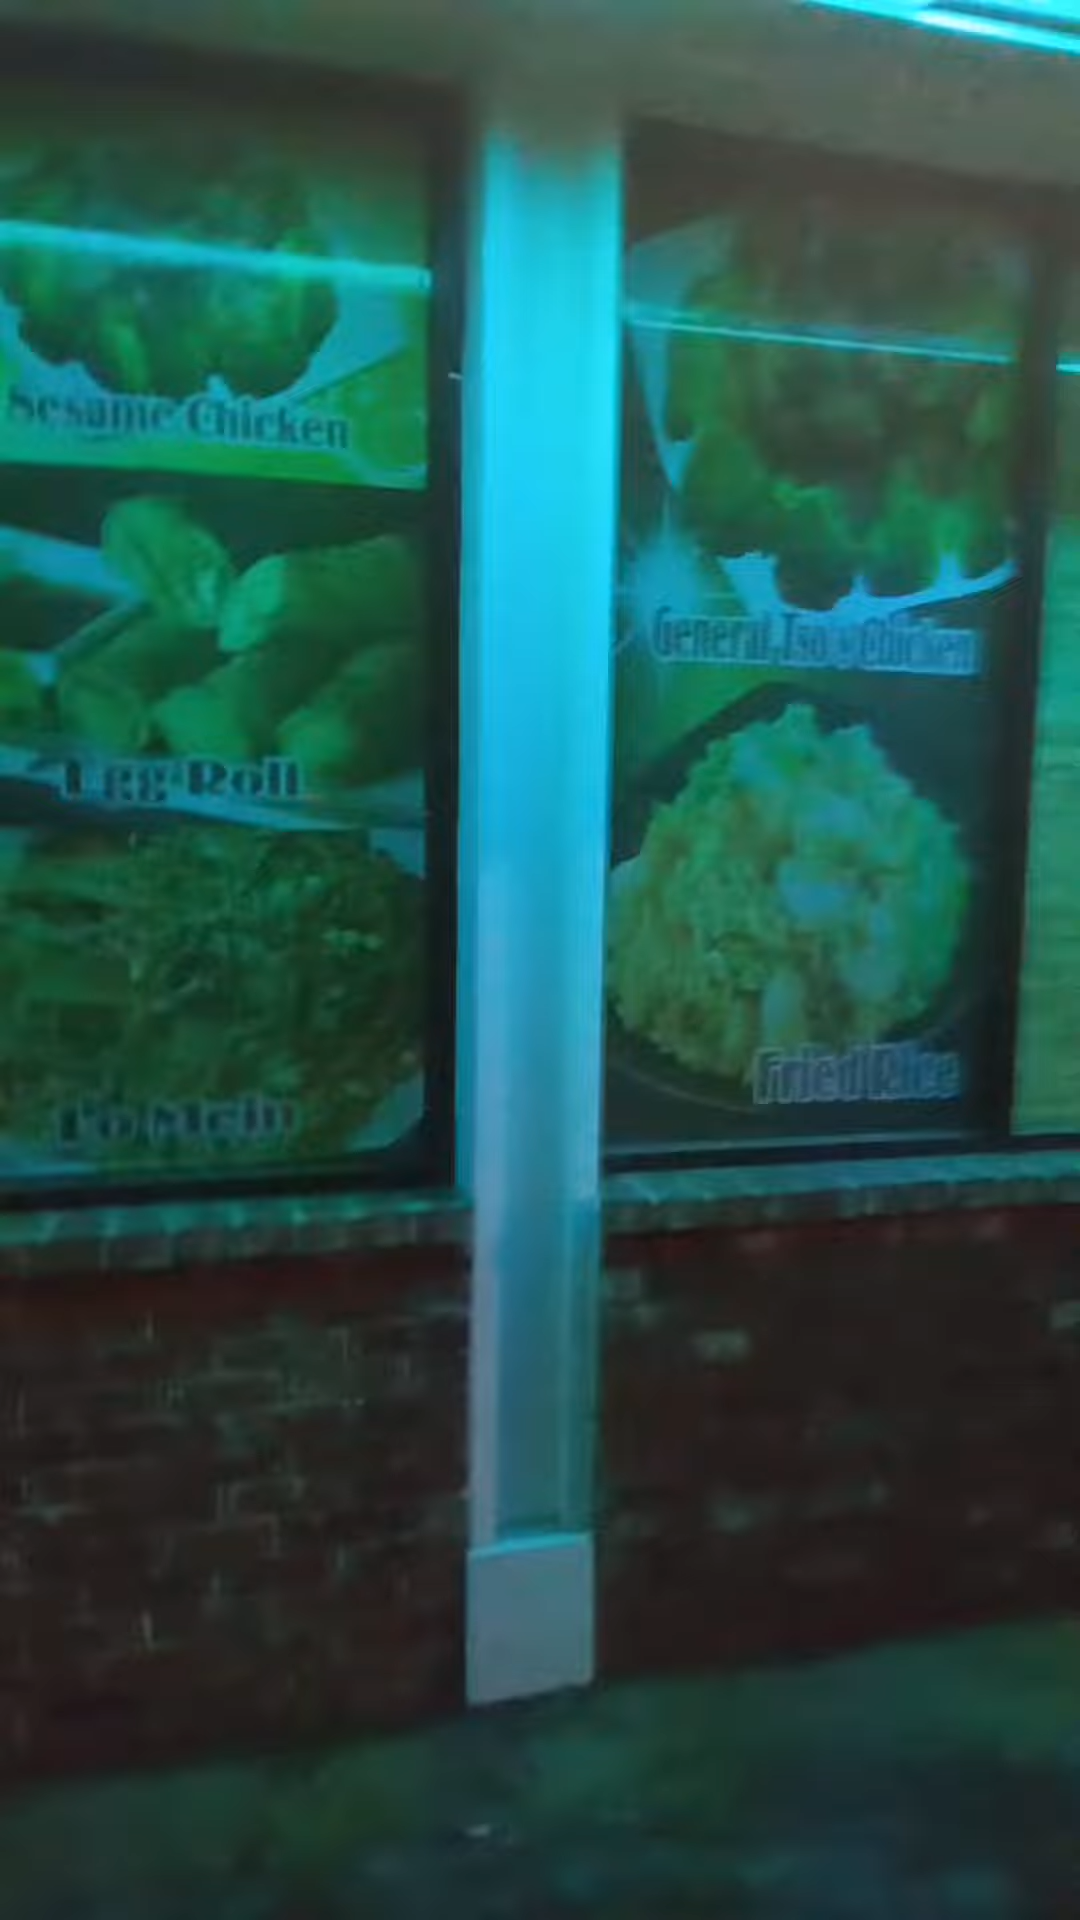 Sesame Chicken
Egg Roll
Lo Mein
General Tso's Chicken
Fried Rice